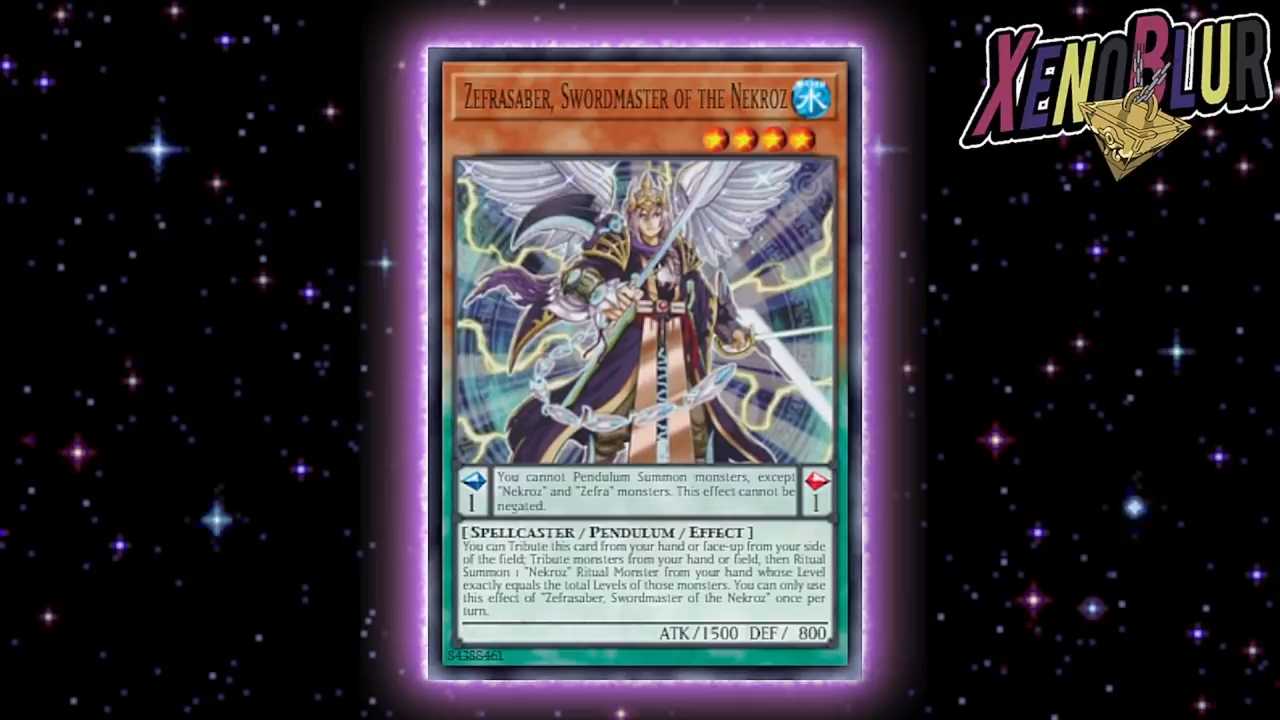 XENOBLUR
ZEFRASABER, SWORDMASTER OF THE NEKROZ
WATER
水
1
You cannot Pendulum Summon monsters, except
"Nekroz" and "Zefra" monsters. This effect cannot be
negated.
1
[ SPELLCASTER / PENDULUM / EFFECT ]
You can Tribute this card from your hand or face-up from your side
of the field; Tribute monsters from your hand or field, then Ritual
Summon 1 "Nekroz" Ritual Monster from your hand whose Level
exactly equals the total Levels of those monsters. You can only use
this effect of "Zefrasaber, Swordmaster of the Nekroz" once per
turn.
ATK/1500 DEF/ 800
84388461